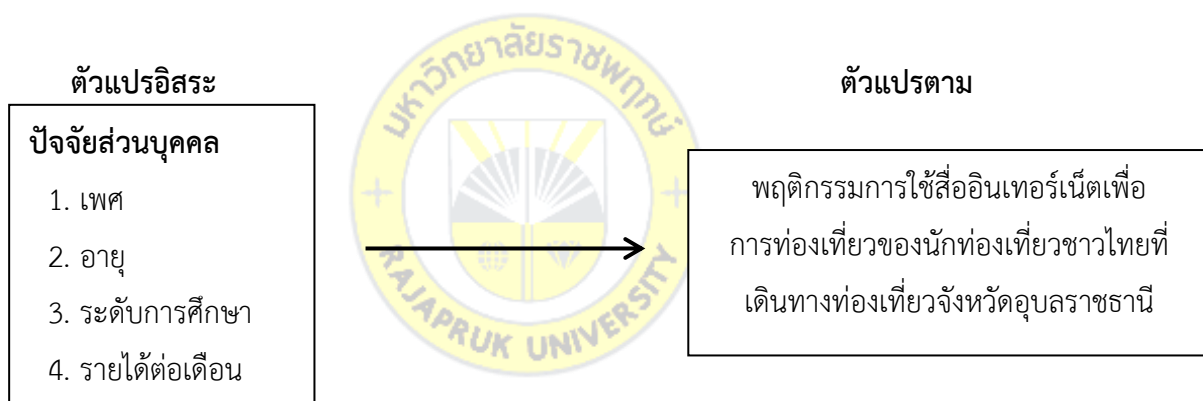 มหาวิทยาลัยราชพฤกษ์
ตัวแปรอิสระ
ตัวแปรตาม
ปัจจัยส่วนบุคคล
1. เพศ
2. อายุ
3. ระดับการศึกษา
4. รายได้ต่อเดือน
พฤติกรรมการใช้สื่ออินเทอร์เน็ตเพื่อ
การท่องเที่ยวของนักท่องเที่ยวชาวไทยที่
เดินทางท่องเที่ยวจังหวัดอุบลราชธานี
RAJAPRUK UNIVERSITY